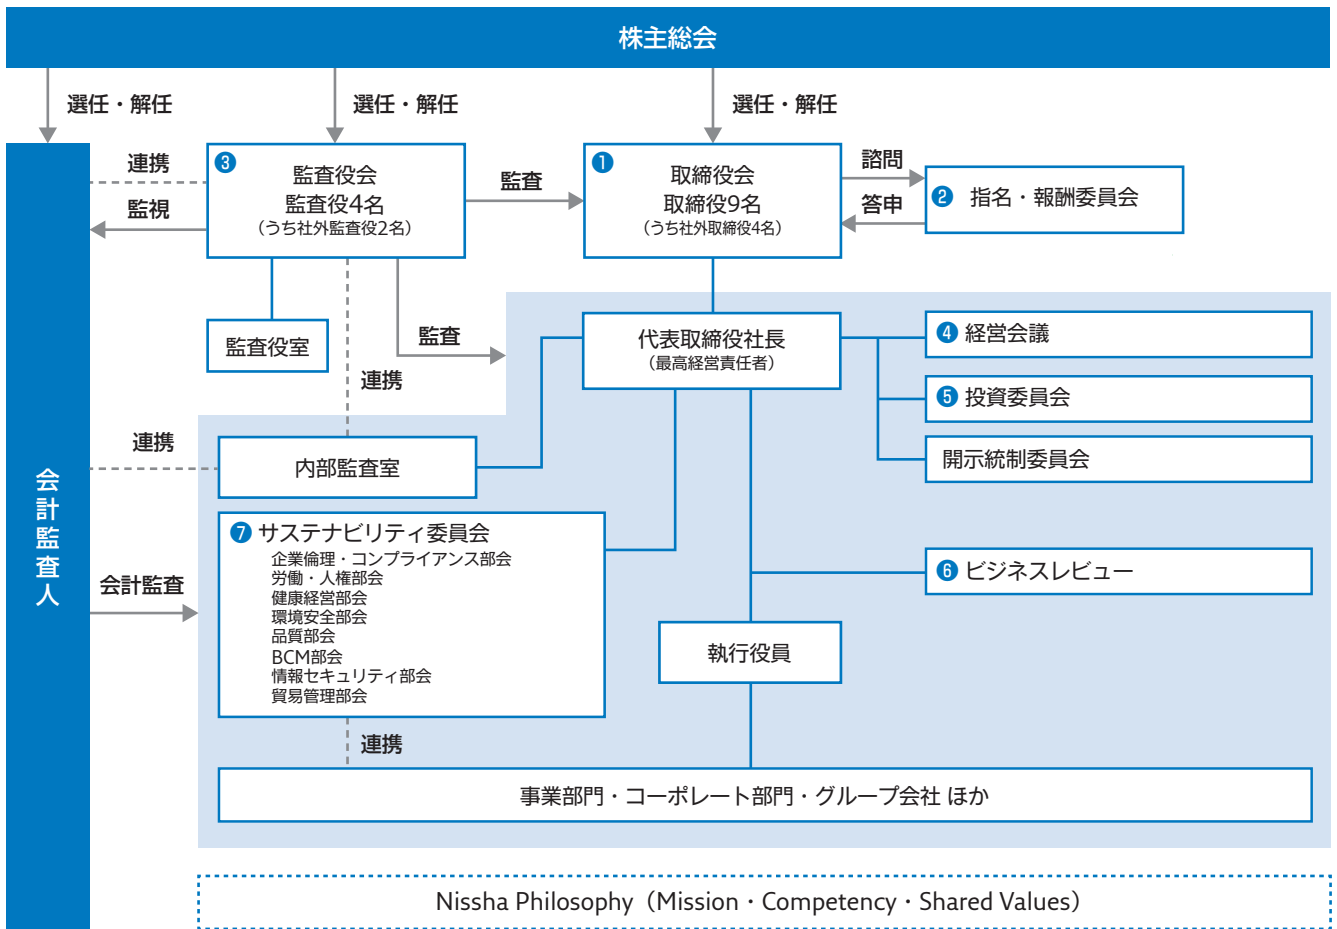 株主総会
選任・解任
選任・解任
選任・解任
連携
監視
❸
監査役会
監査役4名
（うち社外監査役2名）
監査
❶
取締役会
取締役9名
（うち社外取締役4名）
諮問
答申
❷ 指名・報酬委員会
監査役室
監査
連携
代表取締役社長
（最高経営責任者）
❹ 経営会議
❺ 投資委員会
開示統制委員会
連携
内部監査室
会計監査人
❼ サステナビリティ委員会
企業倫理・コンプライアンス部会
労働・人権部会
健康経営部会
環境安全部会
品質部会
BCM部会
情報セキュリティ部会
貿易管理部会
会計監査
❻ ビジネスレビュー
執行役員
連携
事業部門・コーポレート部門・グループ会社 ほか
Nissha Philosophy（Mission・Competency・Shared Values）